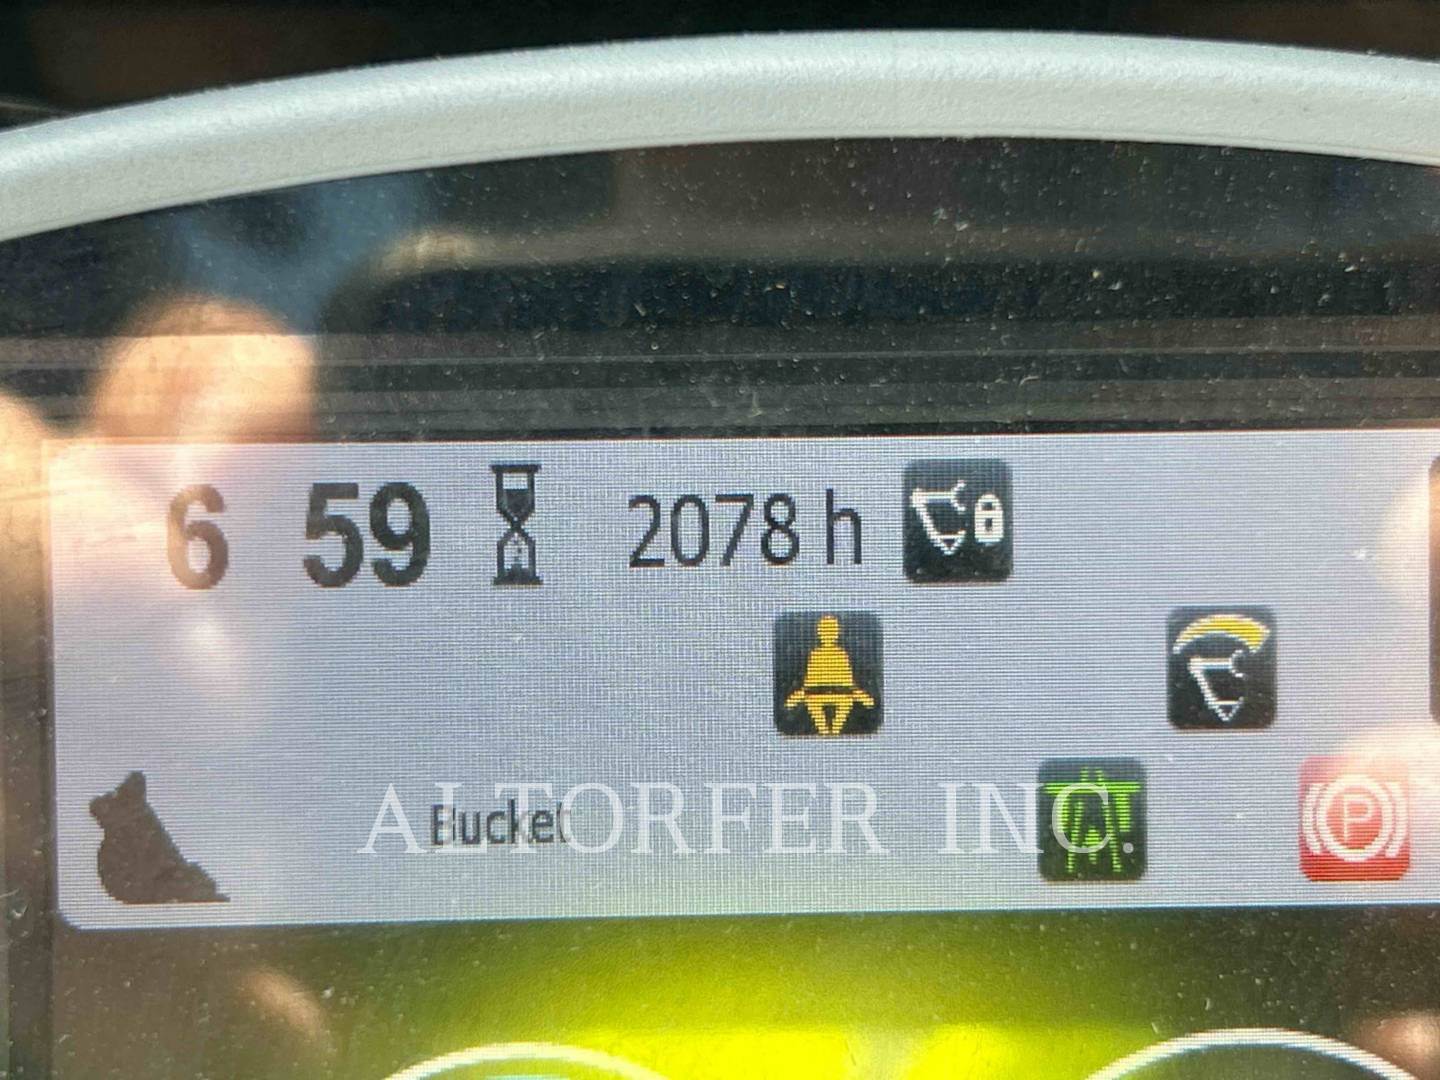 6 59 2078 h
Bucket
ALTORFER INC.
P